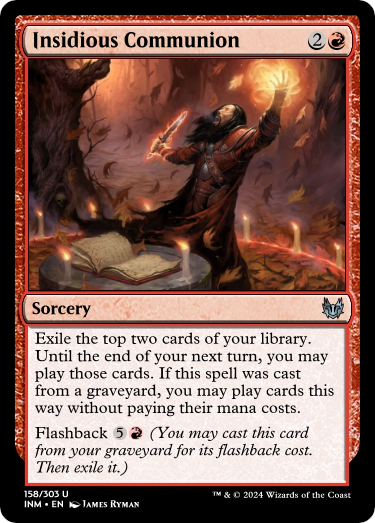 Insidious Communion 2
Sorcery
Exile the top two cards of your library.
Until the end of your next turn, you may
play those cards. If this spell was cast
from a graveyard, you may play cards this
way without paying their mana costs.
Flashback 5 (You may cast this card
from your graveyard for its flashback cost.
Then exile it.)
158/303 U
INM • EN James Ryman ™ & © 2024 Wizards of the Coast